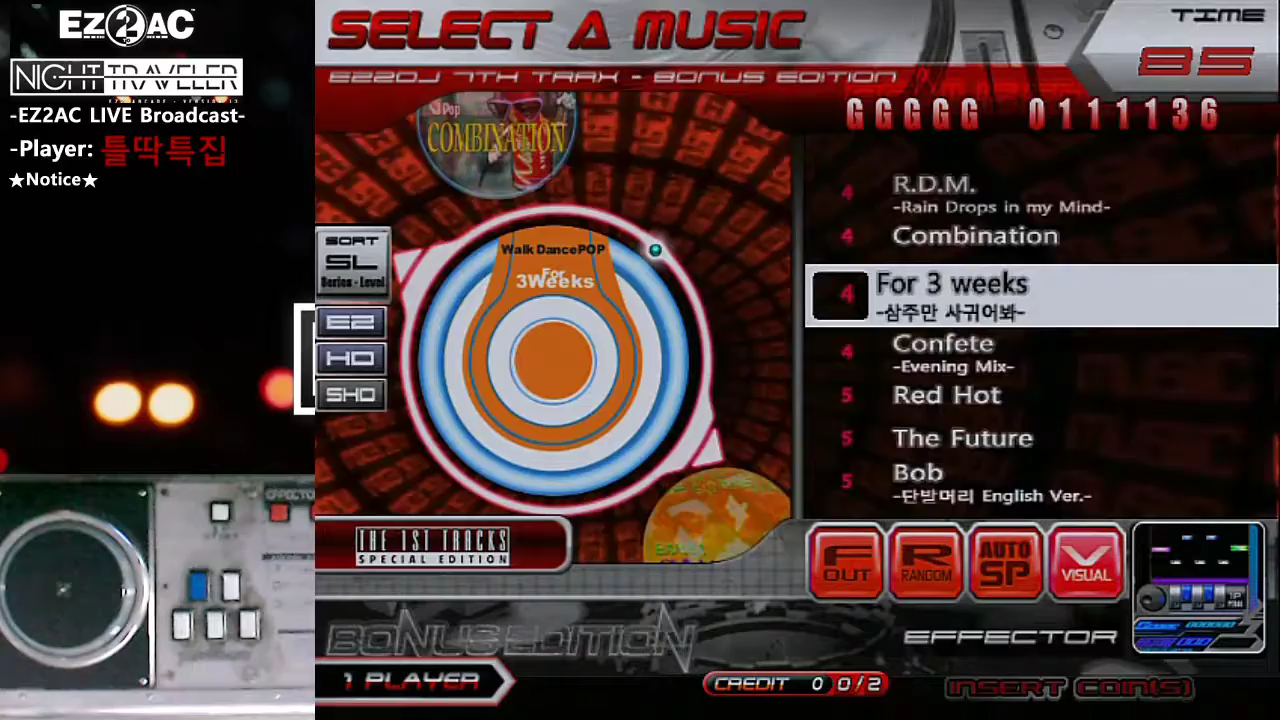 EZ2AC
NIGHT TRAVELER
-EZ2AC LIVE Broadcast-
-Player: 틀딱특집
★Notice★
SELECT A MUSIC
TIME
85
EZ2DJ 7TH TRAX - BONUS EDITION
GGGGG 0111136
Pop
COMBINATION
SORT
SL
Series - Level
EZ
HD
SHD
Walk DancePOP
For
3Weeks
4 R.D.M.
-Rain Drops in my Mind-
4 Combination
4 For 3 weeks
-삼주만 사귀어봐-
4 Confete
-Evening Mix-
5 Red Hot
5 The Future
5 Bob
-단발머리 English Ver.-
THE 1ST TRACKS
SPECIAL EDITION
F
OUT
R
RANDOM
AUTO
SP
V
VISUAL
BONUS EDITION
EFFECTOR
1 PLAYER
CREDIT 0 0/2
INSERT COIN(S)